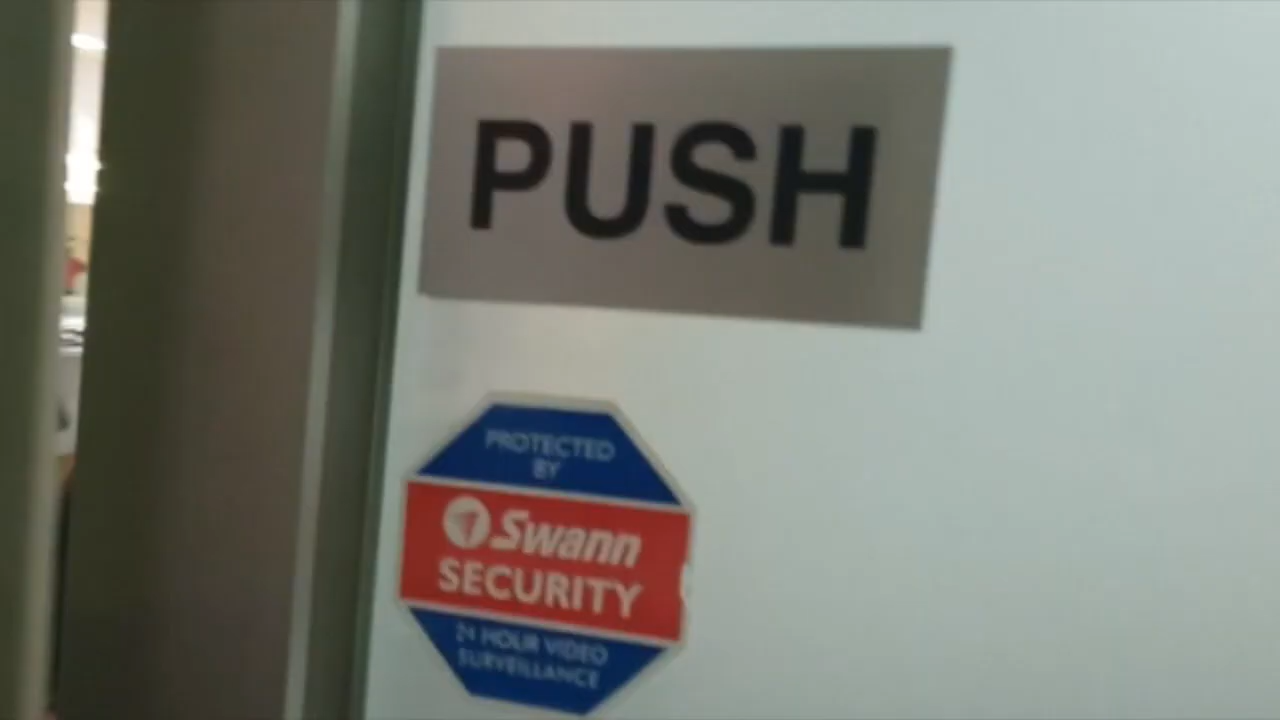 PUSH
PROTECTED
BY
Swann
SECURITY
24 HOUR VIDEO
SURVEILLANCE